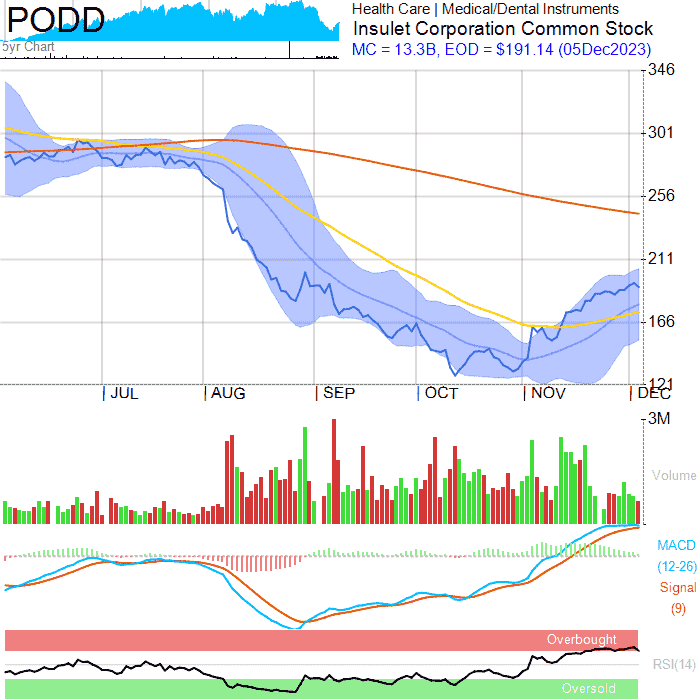 PODD
5yr Chart
Health Care | Medical/Dental Instruments
Insulet Corporation Common Stock
MC = 13.3B, EOD = $191.14 (05Dec2023)
346
301
256
211
166
121
JUL AUG SEP OCT NOV DEC
3M
Volume
MACD
(12-26)
Signal
(9)
Overbought
RSI(14)
Oversold